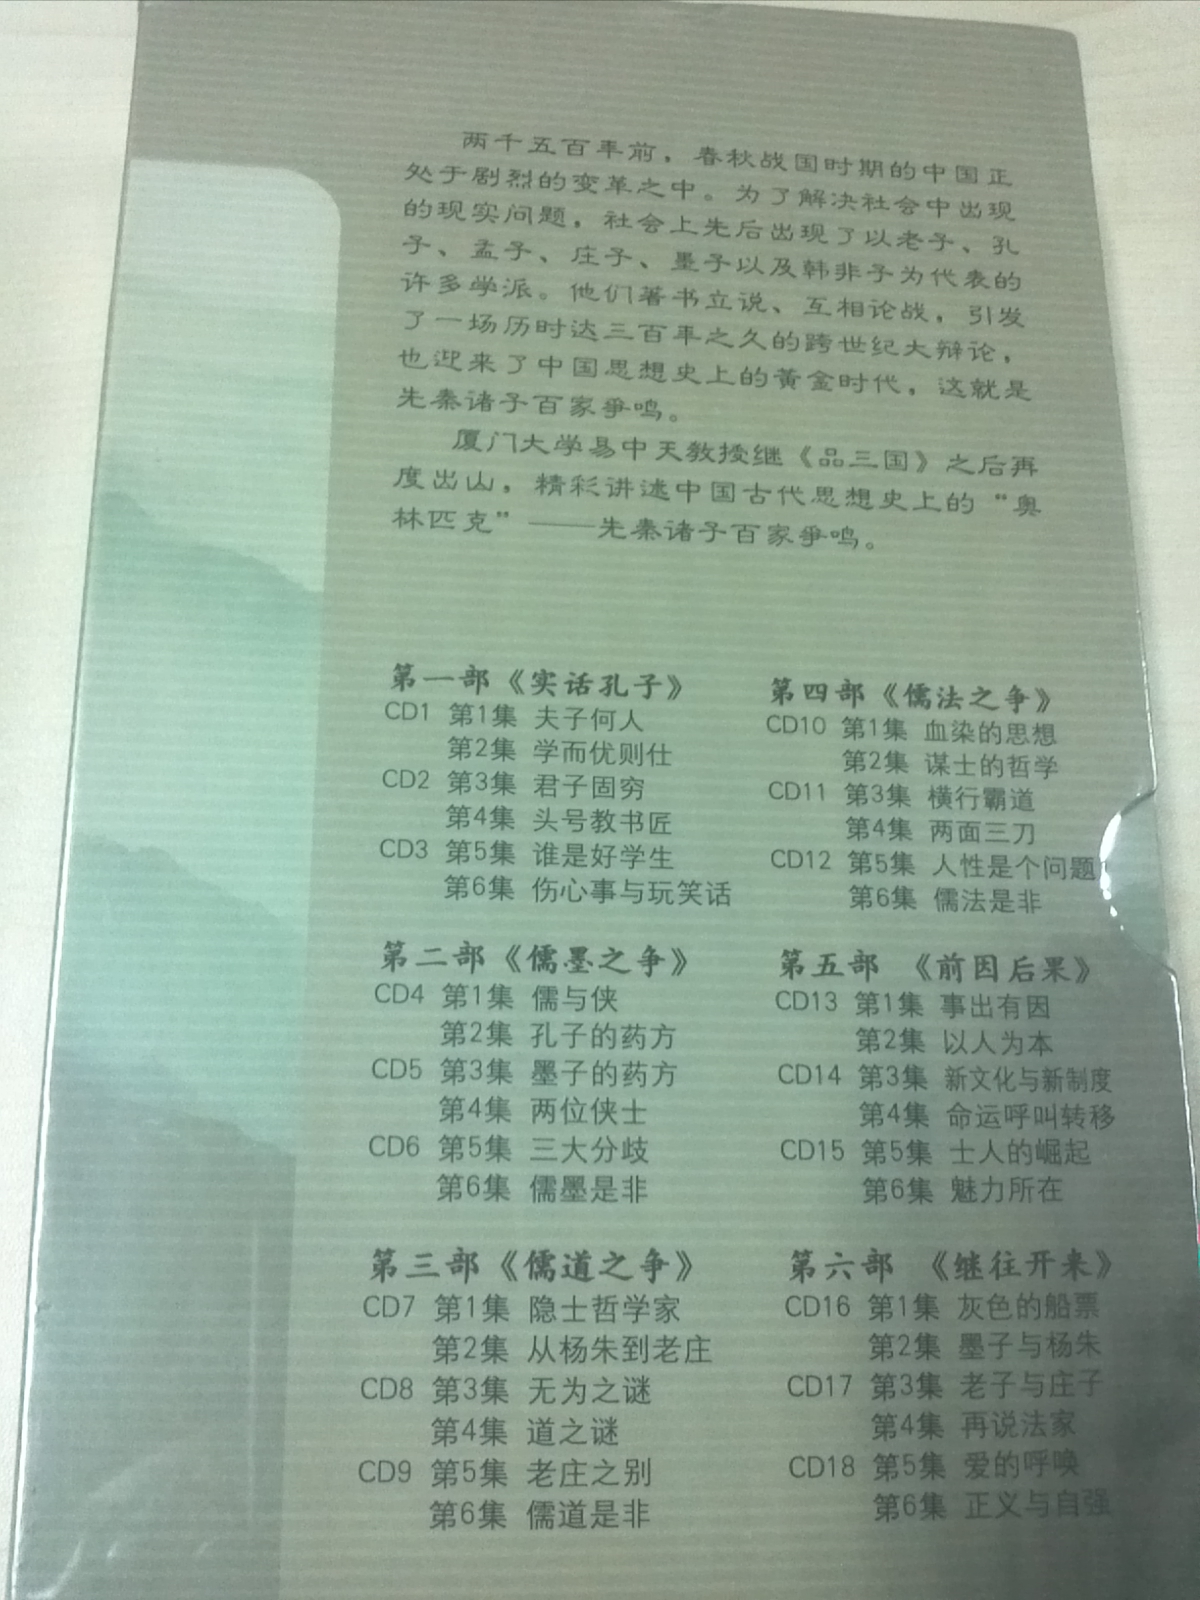 两千五百年前，春秋战国时期的中国正
处于剧烈的变革之中。为了解决社会中出现
的现实问题，社会上先后出现了以老子、孔
子、孟子、庄子、墨子以及韩非子为代表的
许多学派。他们著书立说、互相论战，引发
了一场历时达三百年之久的跨世纪大辩论，
也迎来了中国思想史上的黄金时代，这就是
先秦诸子百家争鸣。
厦门大学易中天教授继《品三国》之后再
度出山，精彩讲述中国古代思想史上的“奥
林匹克”——先秦诸子百家争鸣。
第一部《实话孔子》
CD1 第1集 夫子何人
第2集 学而优则仕
CD2 第3集 君子固穷
第4集 头号教书匠
CD3 第5集 谁是好学生
第6集 伤心事与玩笑话
第二部《儒墨之争》
CD4 第1集 儒与侠
第2集 孔子的药方
CD5 第3集 墨子的药方
第4集 两位侠士
CD6 第5集 三大分歧
第6集 儒墨是非
第三部《儒道之争》
CD7 第1集 隐士哲学家
第2集 从杨朱到老庄
CD8 第3集 无为之谜
第4集 道之谜
CD9 第5集 老庄之别
第6集 儒道是非
第四部《儒法之争》
CD10 第1集 血染的思想
第2集 谋士的哲学
CD11 第3集 横行霸道
第4集 两面三刀
CD12 第5集 人性是个问题
第6集 儒法是非
第五部 《前因后果》
CD13 第1集 事出有因
第2集 以人为本
CD14 第3集 新文化与新制度
第4集 命运呼叫转移
CD15 第5集 士人的崛起
第6集 魅力所在
第六部 《继往开来》
CD16 第1集 灰色的船票
第2集 墨子与杨朱
CD17 第3集 老子与庄子
第4集 再说法家
CD18 第5集 爱的呼唤
第6集 正义与自强